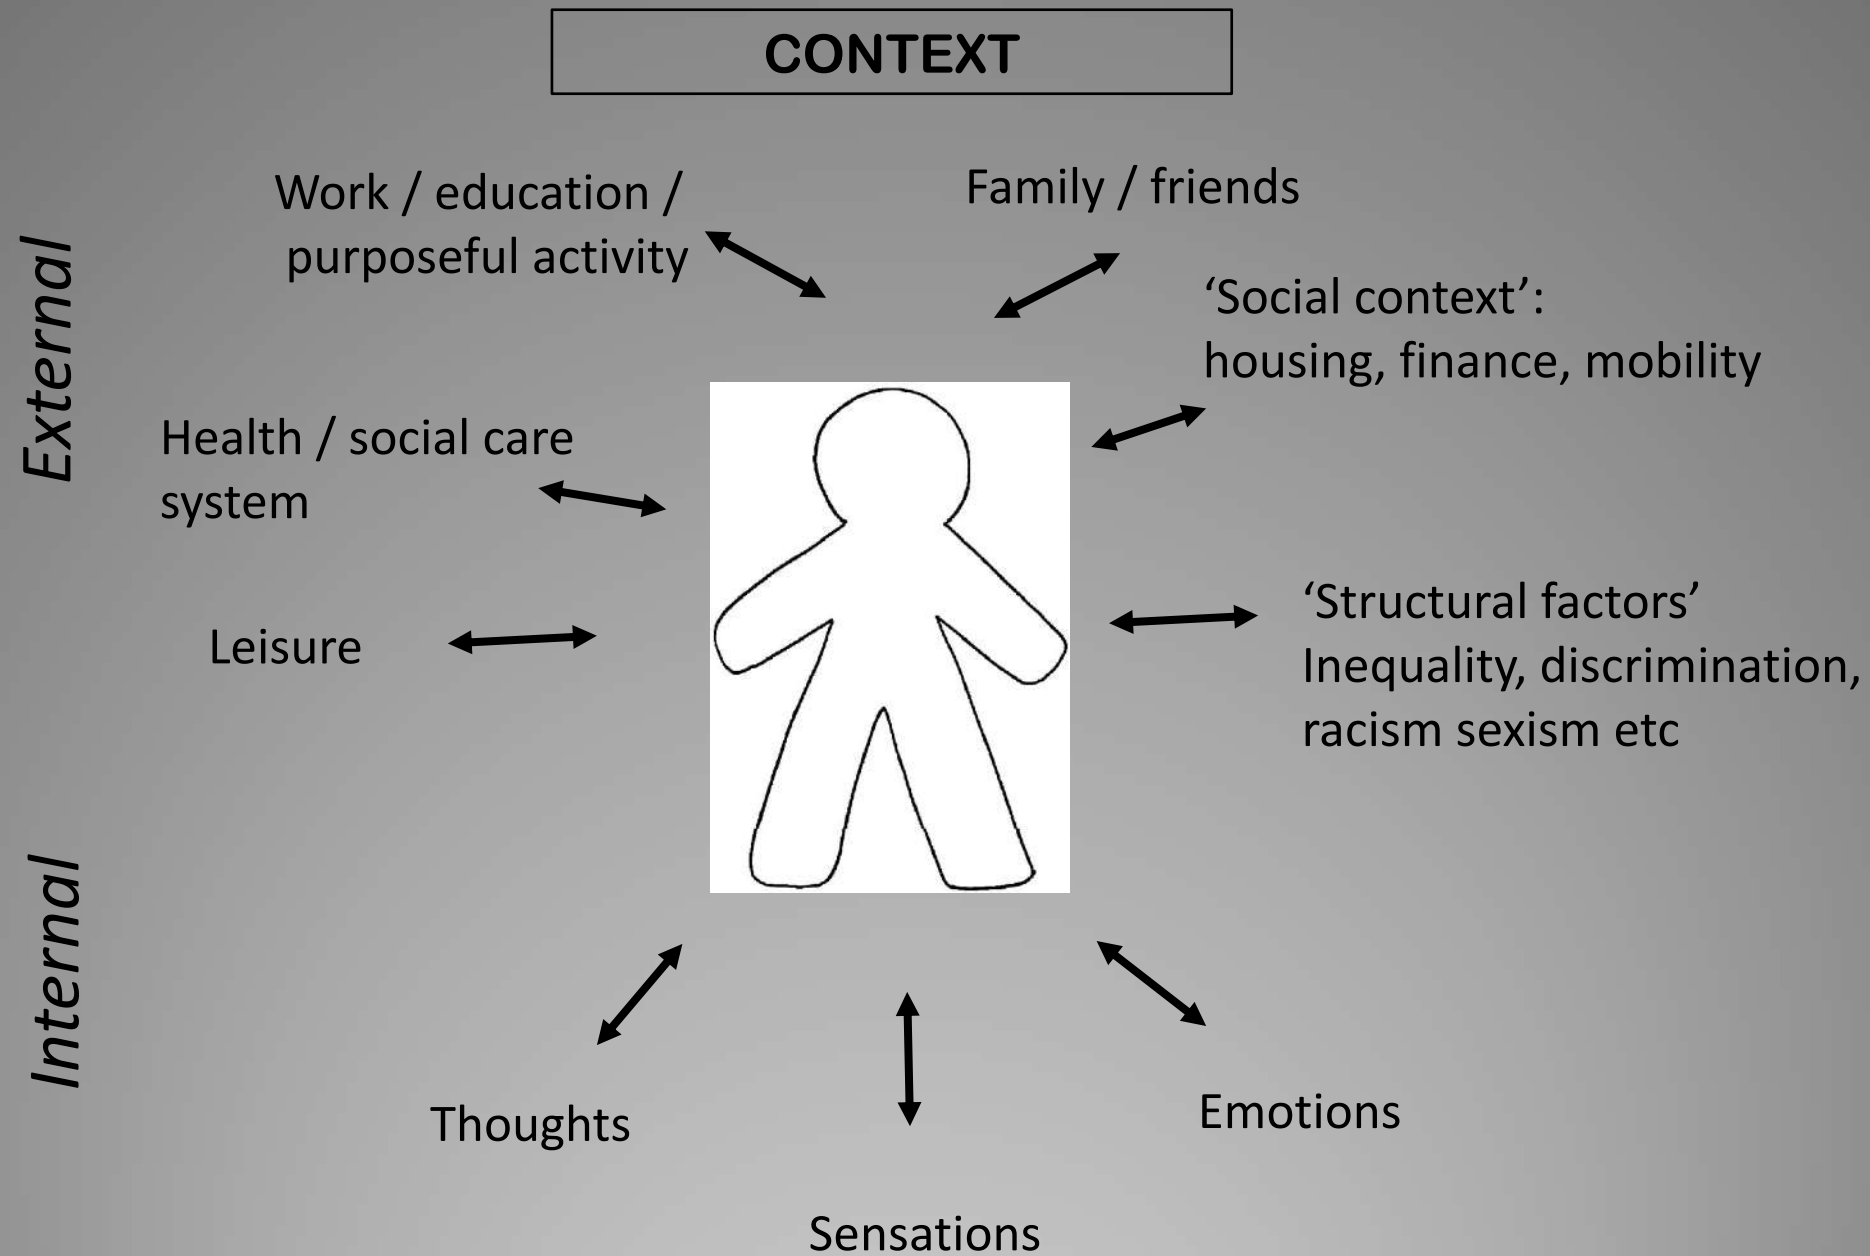 CONTEXT
Work / education /
purposeful activity
Family / friends
‘Social context’:
housing, finance, mobility
External
Health / social care
system
Leisure
‘Structural factors’
Inequality, discrimination,
racism sexism etc
Internal
Thoughts
Emotions
Sensations